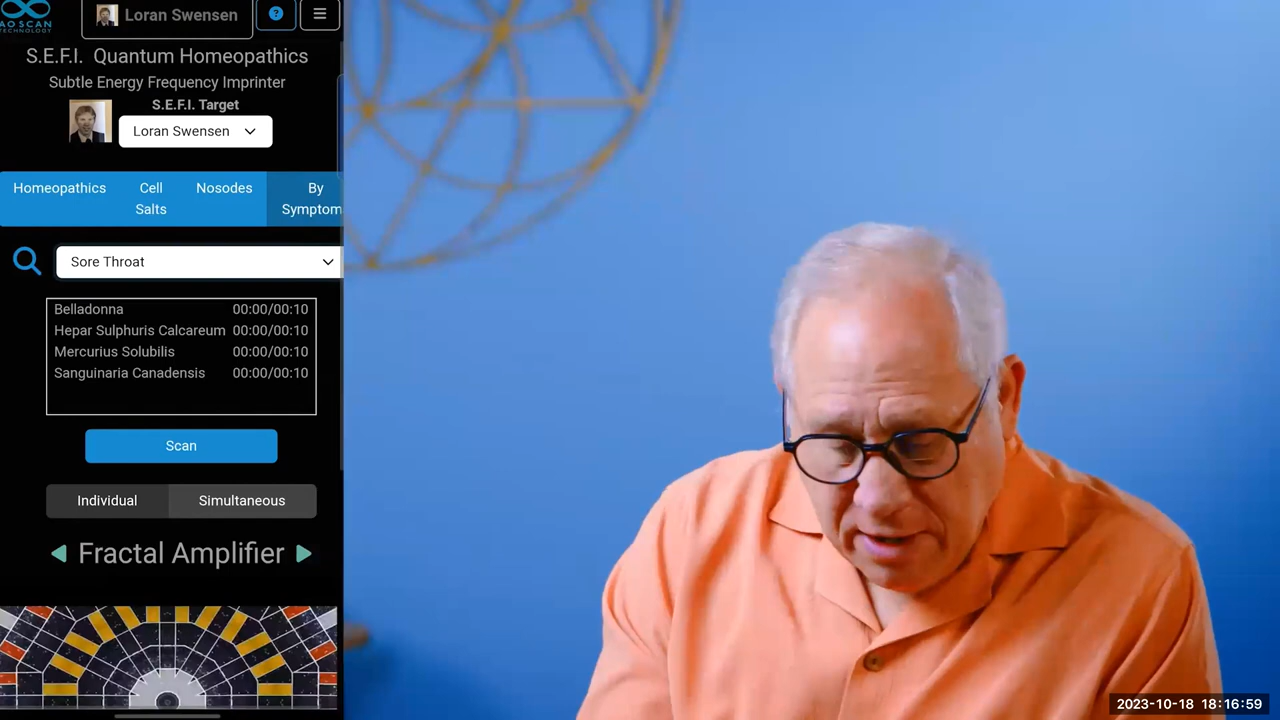 AO SCAN
TECHNOLOGY
Loran Swensen
?
S.E.F.I. Quantum Homeopathics
Subtle Energy Frequency Imprinter
S.E.F.I. Target
Loran Swensen
Homeopathics
Cell
Salts
Nosodes
By
Symptom
Sore Throat
Belladonna 00:00/00:10
Hepar Sulphuris Calcareum 00:00/00:10
Mercurius Solubilis 00:00/00:10
Sanguinaria Canadensis 00:00/00:10
Scan
Individual
Simultaneous
Fractal Amplifier
2023-10-18 18:16:59